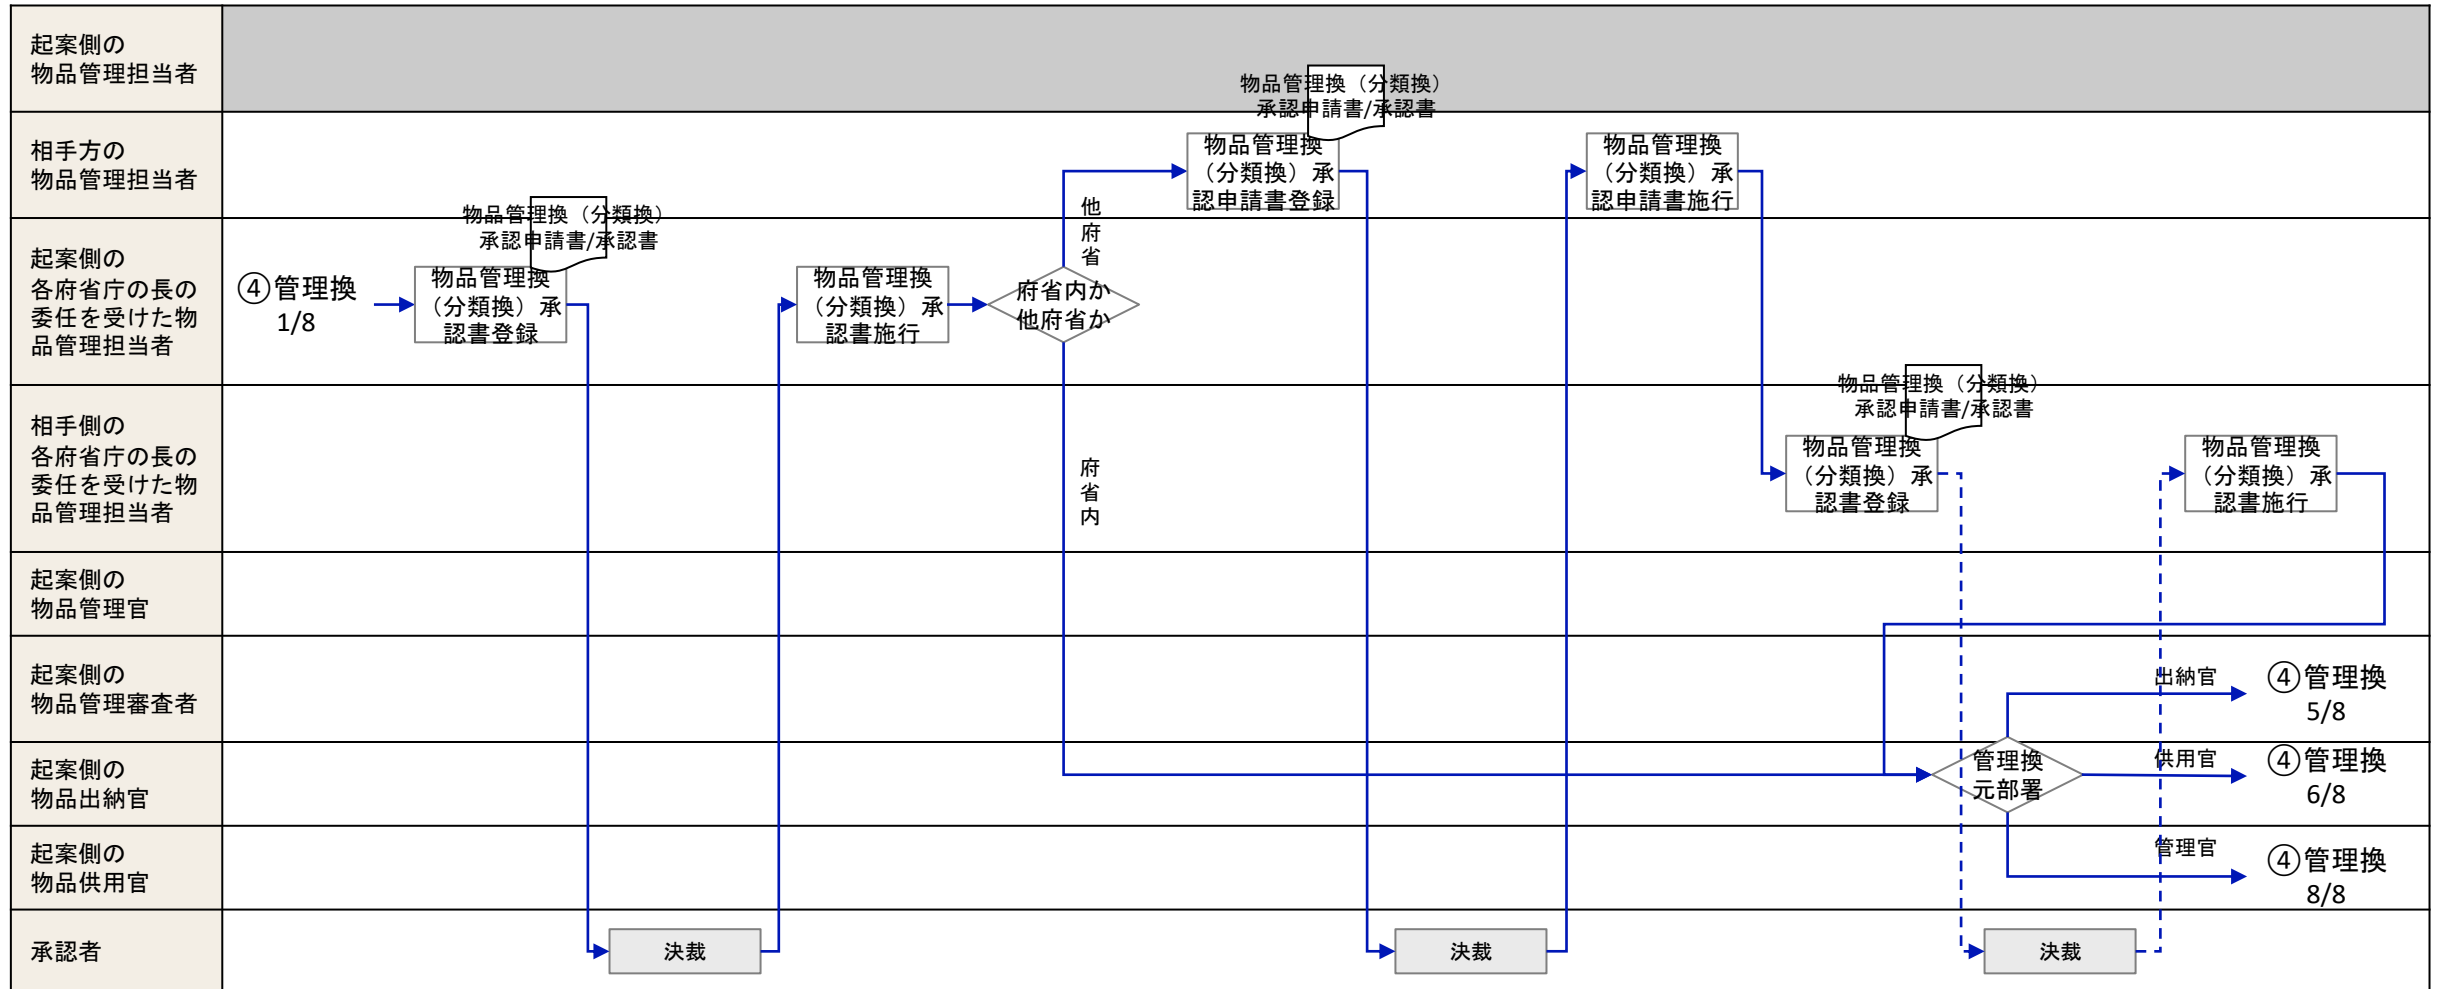 起案側の
物品管理担当者
物品管理換（分類換）
承認申請書/承認書
相手方の
物品管理担当者
物品管理換
（分類換）承
認申請書登録
物品管理換
（分類換）承
認申請書施行
他
府
省
起案側の
各府省庁の長の
委任を受けた物
品管理担当者
④管理換
1/8
物品管理換（分類換）
承認申請書/承認書
物品管理換
（分類換）承
認書登録
物品管理換
（分類換）承
認書施行
府省内か
他府省か
相手側の
各府省庁の長の
委任を受けた物
品管理担当者
府
省
内
物品管理換（分類換）
承認申請書/承認書
物品管理換
（分類換）承
認書登録
物品管理換
（分類換）承
認書施行
起案側の
物品管理官
起案側の
物品管理審査者
出納官
④管理換
5/8
起案側の
物品出納官
管理換
元部署
供用官
④管理換
6/8
起案側の
物品供用官
管理官
④管理換
8/8
承認者
決裁
決裁
決裁